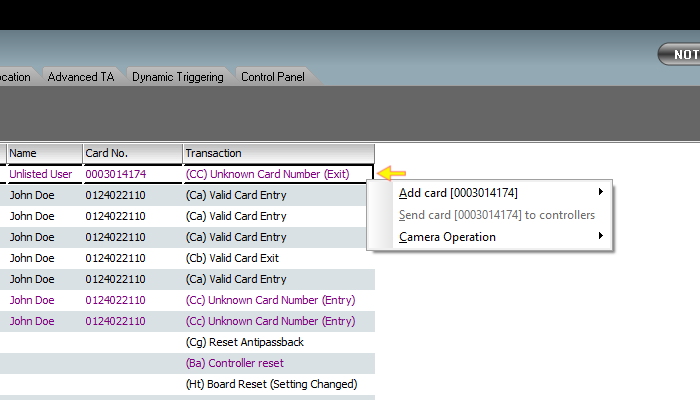 NOT
ocation Advanced TA Dynamic Triggering Control Panel
Name Card No. Transaction
Unlisted User 0003014174 (CC) Unknown Card Number (Exit)
Add card [0003014174]
John Doe 0124022110 (Ca) Valid Card Entry
Send card [0003014174] to controllers
John Doe 0124022110 (Ca) Valid Card Entry
Camera Operation
John Doe 0124022110 (Ca) Valid Card Entry
John Doe 0124022110 (Cb) Valid Card Exit
John Doe 0124022110 (Ca) Valid Card Entry
John Doe 0124022110 (Cc) Unknown Card Number (Entry)
John Doe 0124022110 (Cc) Unknown Card Number (Entry)
(Cg) Reset Antipassback
(Ba) Controller reset
(Ht) Board Reset (Setting Changed)